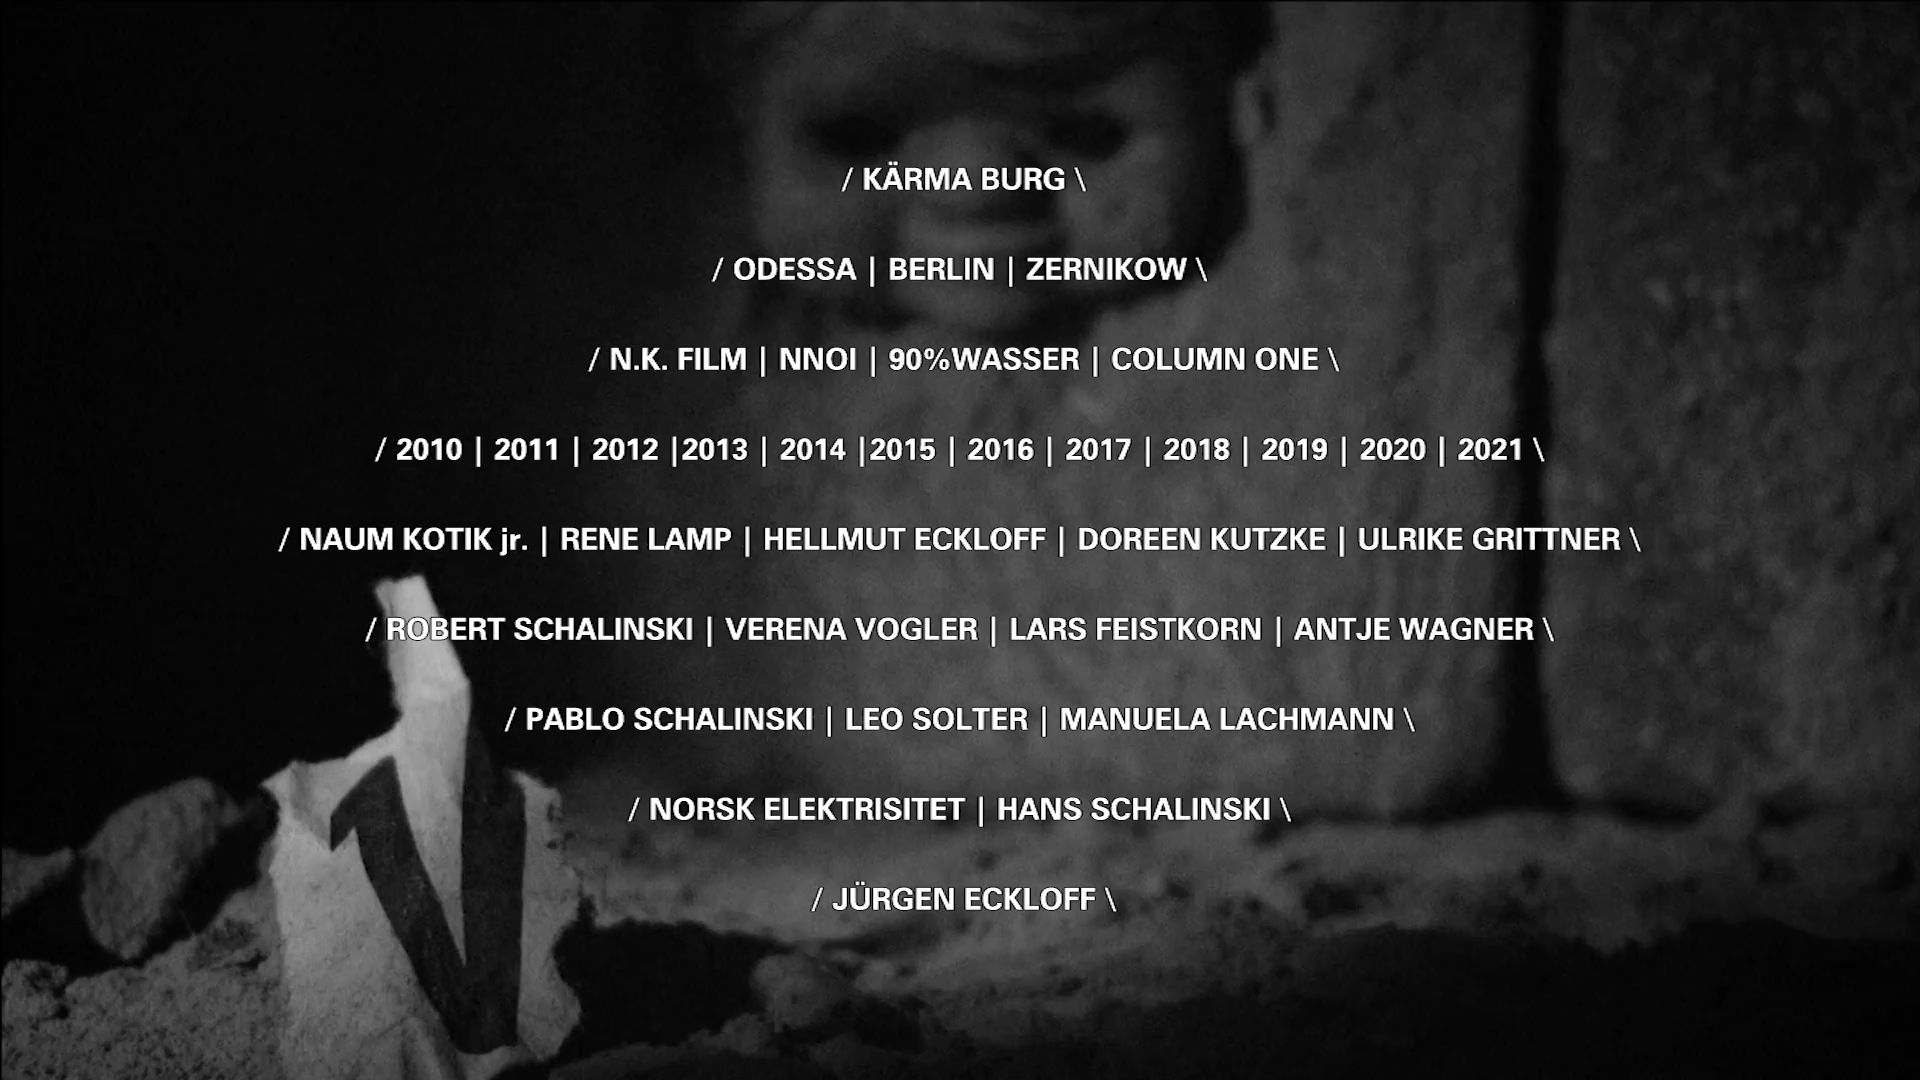 / KÄRMA BURG \
/ ODESSA | BERLIN | ZERNIKOW \
/ N.K. FILM | NNOI | 90%WASSER | COLUMN ONE \
/ 2010 | 2011 | 2012 |2013 | 2014 |2015 | 2016 | 2017 | 2018 | 2019 | 2020 | 2021 \
/ NAUM KOTIK jr. | RENE LAMP | HELLMUT ECKLOFF | DOREEN KUTZKE | ULRIKE GRITTNER \
/ ROBERT SCHALINSKI | VERENA VOGLER | LARS FEISTKORN | ANTJE WAGNER \
/ PABLO SCHALINSKI | LEO SOLTER | MANUELA LACHMANN \
/ NORSK ELEKTRISITET | HANS SCHALINSKI \
/ JÜRGEN ECKLOFF \